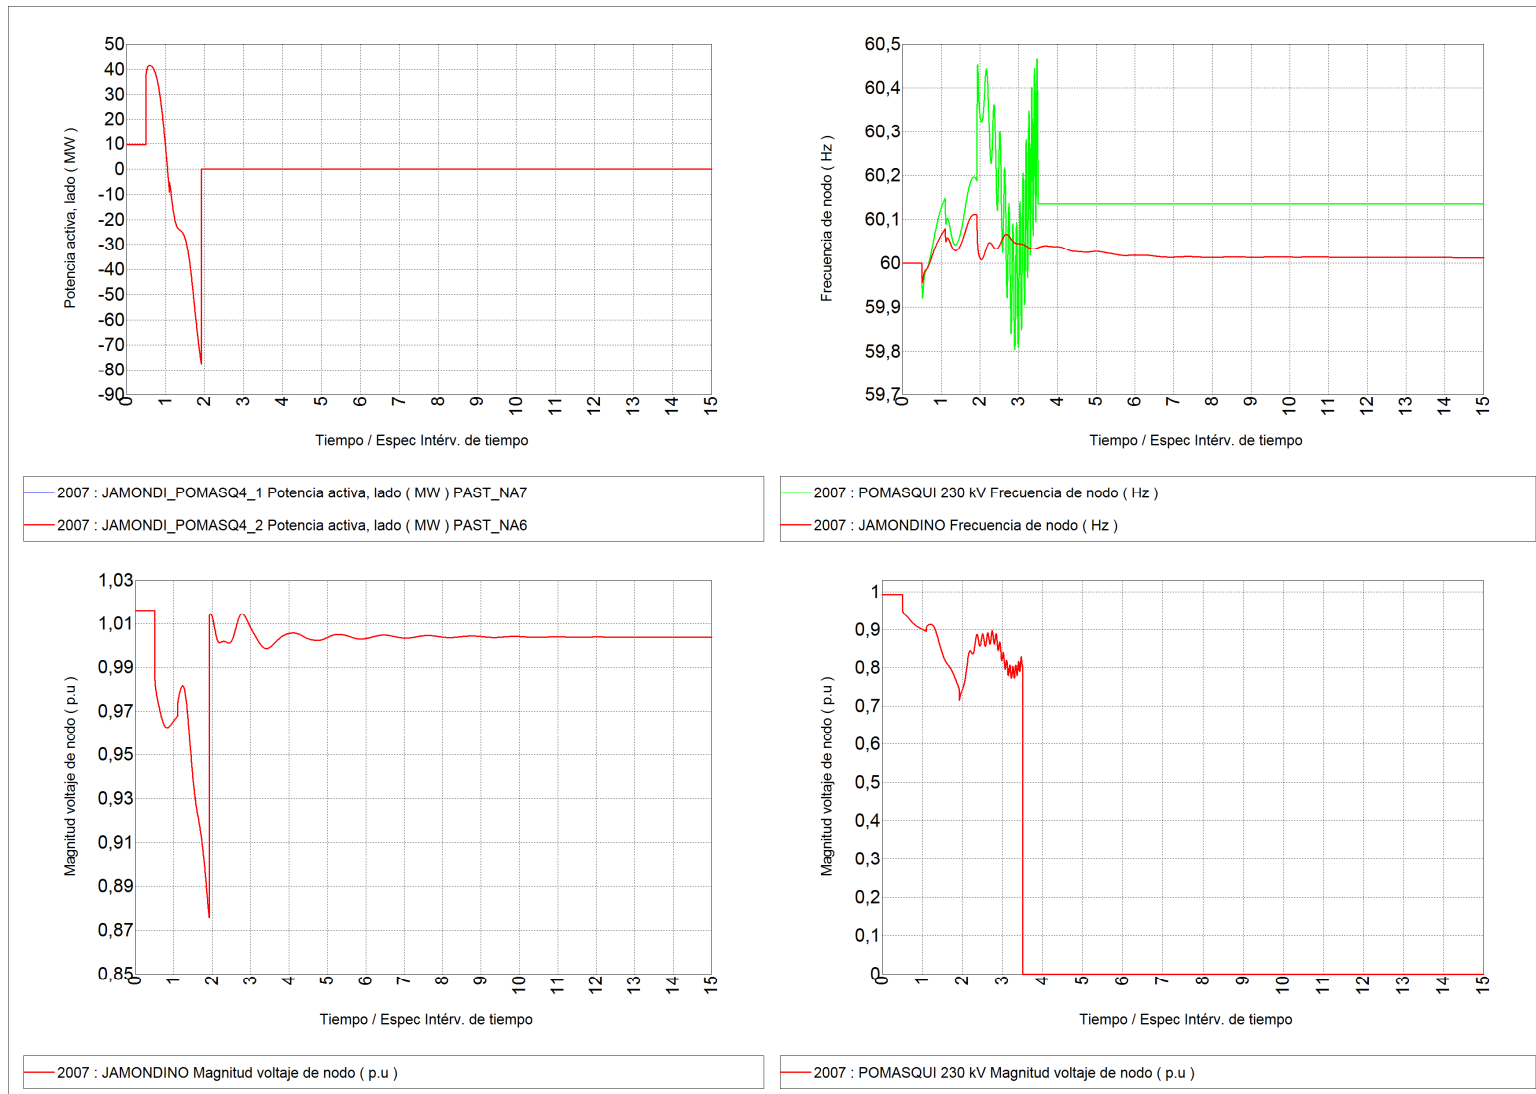 50
40
30
20
10
0
-10
-20
-30
-40
-50
-60
-70
-80
-90
0 1 2 3 4 5 6 7 8 9 10 11 12 13 14 15
Potencia activa, lado ( MW )
Tiempo / Espec Intérv. de tiempo
2007 : JAMONDI_POMASQ4_1 Potencia activa, lado ( MW ) PAST_NA7
2007 : JAMONDI_POMASQ4_2 Potencia activa, lado ( MW ) PAST_NA6
60,5
60,4
60,3
60,2
60,1
60
59,9
59,8
59,7
0 1 2 3 4 5 6 7 8 9 10 11 12 13 14 15
Frecuencia de nodo ( Hz )
Tiempo / Espec Intérv. de tiempo
2007 : POMASQUI 230 kV Frecuencia de nodo ( Hz )
2007 : JAMONDINO Frecuencia de nodo ( Hz )
1,03
1,01
0,99
0,97
0,95
0,93
0,91
0,89
0,87
0,85
0 1 2 3 4 5 6 7 8 9 10 11 12 13 14 15
Magnitud voltaje de nodo ( p.u )
Tiempo / Espec Intérv. de tiempo
2007 : JAMONDINO Magnitud voltaje de nodo ( p.u )
1
0,9
0,8
0,7
0,6
0,5
0,4
0,3
0,2
0,1
0
0 1 2 3 4 5 6 7 8 9 10 11 12 13 14 15
Magnitud voltaje de nodo ( p.u )
Tiempo / Espec Intérv. de tiempo
2007 : POMASQUI 230 kV Magnitud voltaje de nodo ( p.u )